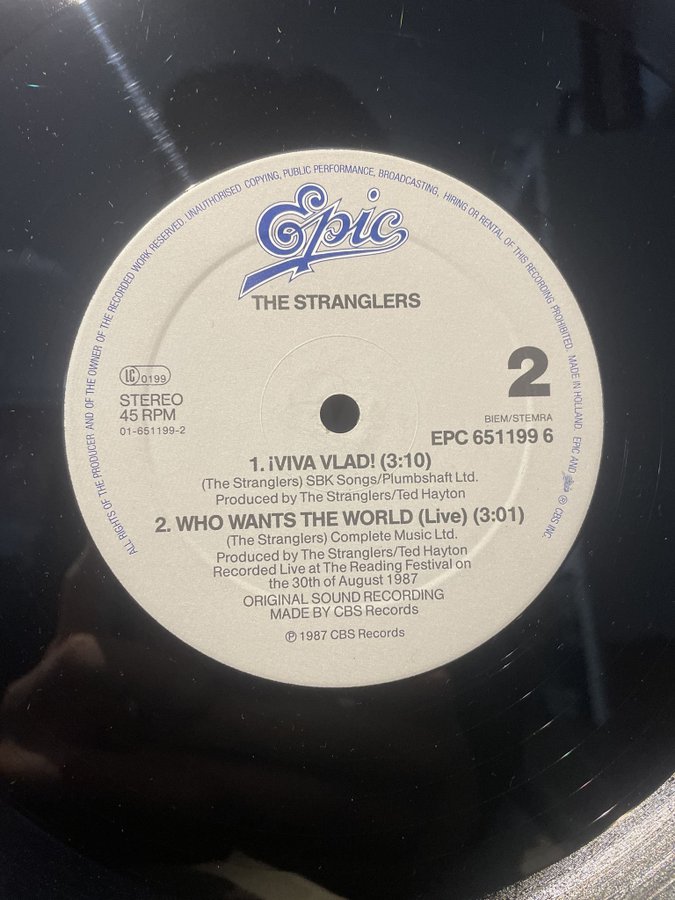 ALL RIGHTS OF THE PRODUCER AND OF THE OWNER OF THE RECORDED WORK RESERVED. UNAUTHORISED COPYING, PUBLIC PERFORMANCE, BROADCASTING, HIRING OR RENTAL OF THIS RECORDING PROHIBITED. MADE IN HOLLAND. EPIC AND Epic ® CBS INC.
Epic
THE STRANGLERS
LC 0199
2
STEREO
45 RPM
BIEM/STEMRA
01-651199-2
EPC 651199 6
1. ¡VIVA VLAD! (3:10)
(The Stranglers) SBK Songs/Plumbshaft Ltd.
Produced by The Stranglers/Ted Hayton
2. WHO WANTS THE WORLD (Live) (3:01)
(The Stranglers) Complete Music Ltd.
Produced by The Stranglers/Ted Hayton
Recorded Live at The Reading Festival on
the 30th of August 1987
ORIGINAL SOUND RECORDING
MADE BY CBS Records
℗ 1987 CBS Records